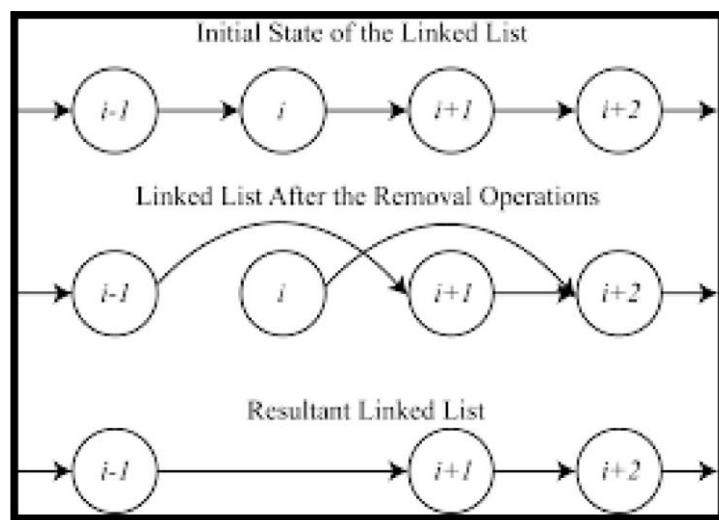 Initial State of the Linked List
i-1 i i+1 i+2
Linked List After the Removal Operations
i-1 i i+1 i+2
Resultant Linked List
i-1 i+1 i+2